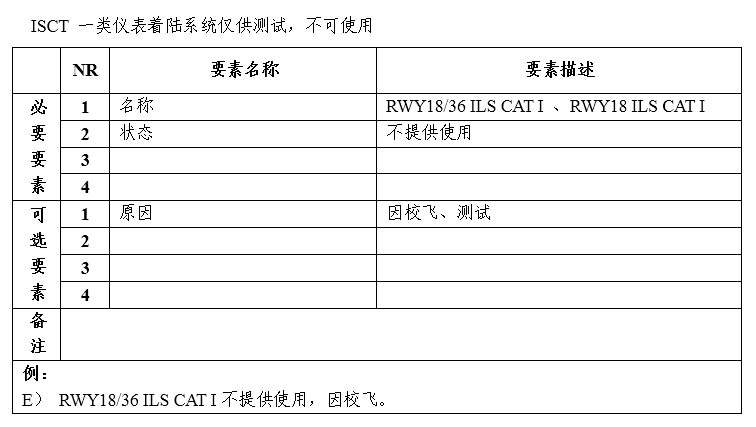 ISCT 一类仪表着陆系统仅供测试，不可使用
NR 要素名称 要素描述
必要要素 1 名称 RWY18/36 ILS CAT I 、RWY18 ILS CAT I
2 状态 不提供使用
3
4
可选要素 1 原因 因校飞、测试
2
3
4
备注
例：
E） RWY18/36 ILS CAT I 不提供使用，因校飞。